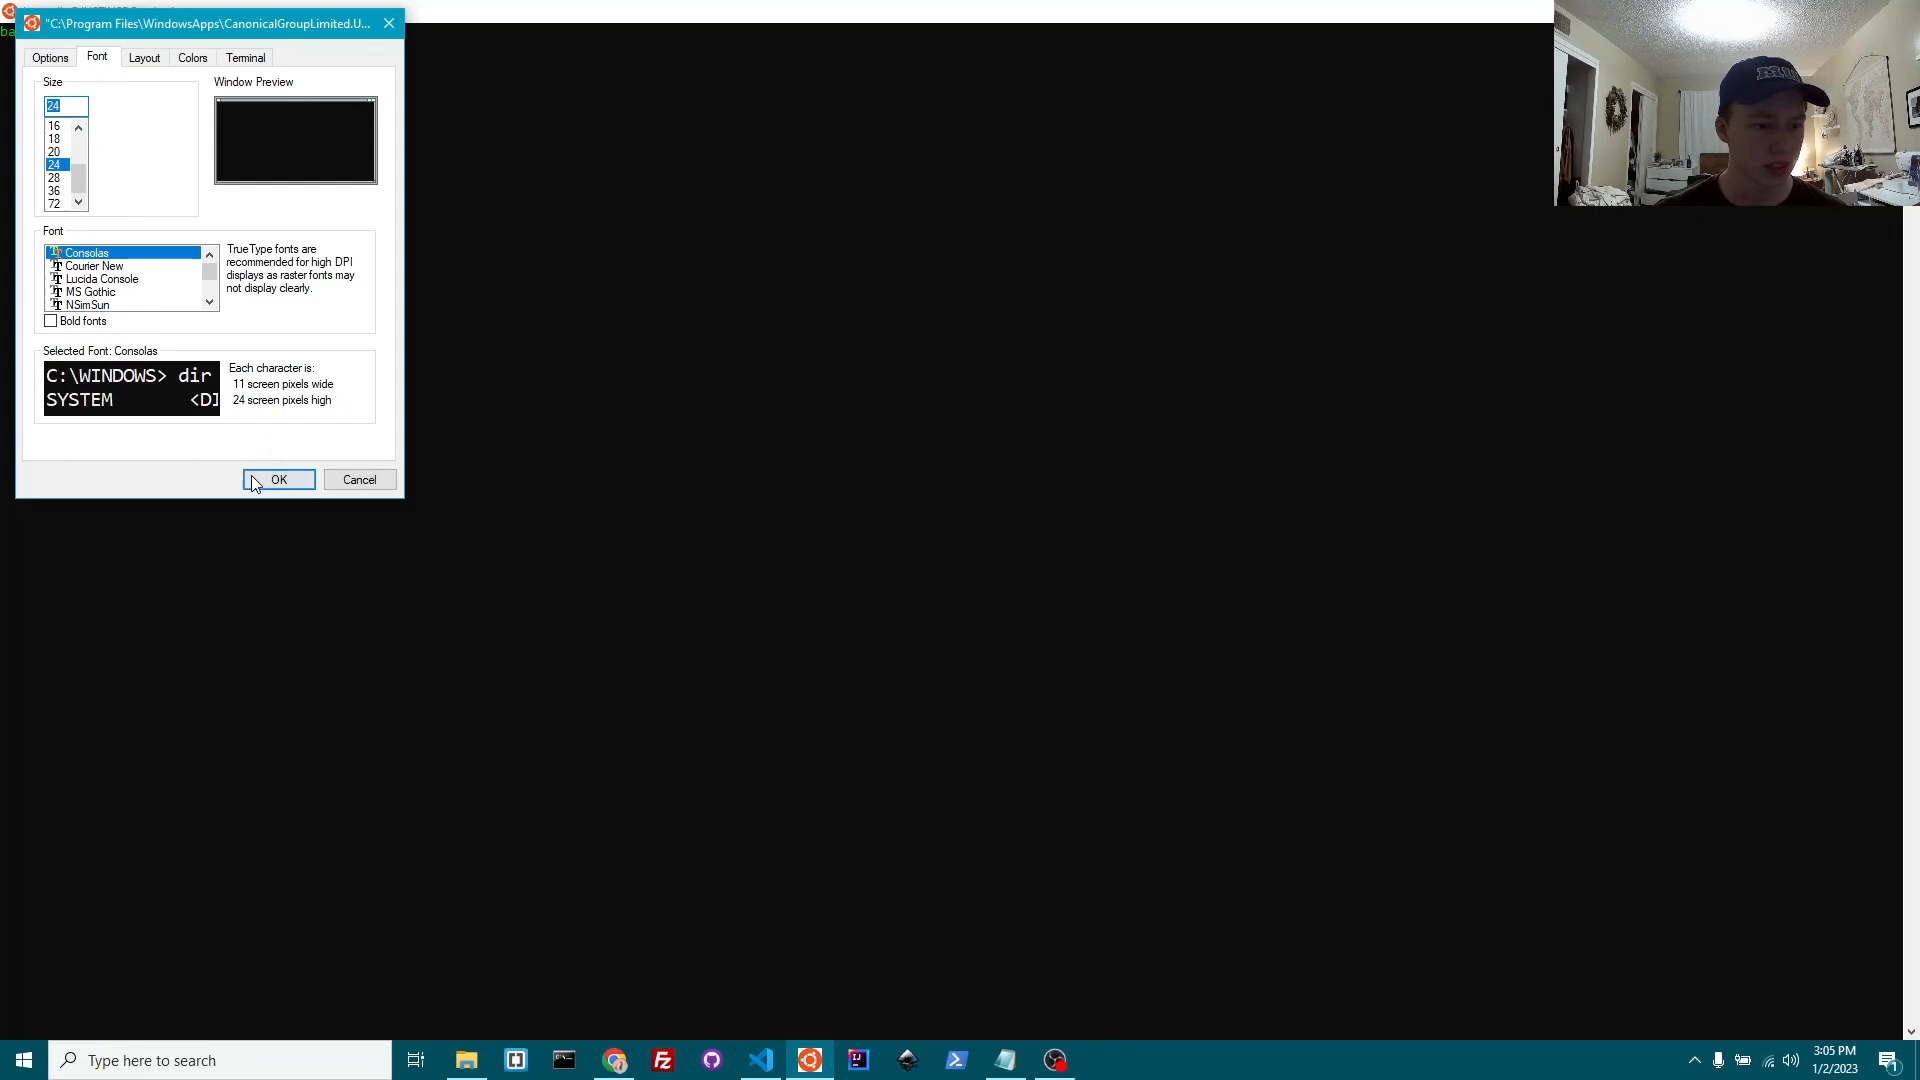 "C:\Program Files\WindowsApps\CanonicalGroupLimited.U...
ba
Options Font Layout Colors Terminal
Size
Window Preview
24
16
18
20
24
28
36
72
Font
Consolas
Courier New
Lucida Console
MS Gothic
NSimSun
TrueType fonts are
recommended for high DPI
displays as raster fonts may
not display clearly.
Bold fonts
Selected Font: Consolas
C:\WINDOWS> dir
SYSTEM <DI
Each character is:
11 screen pixels wide
24 screen pixels high
OK Cancel
Type here to search
3:05 PM
1/2/2023